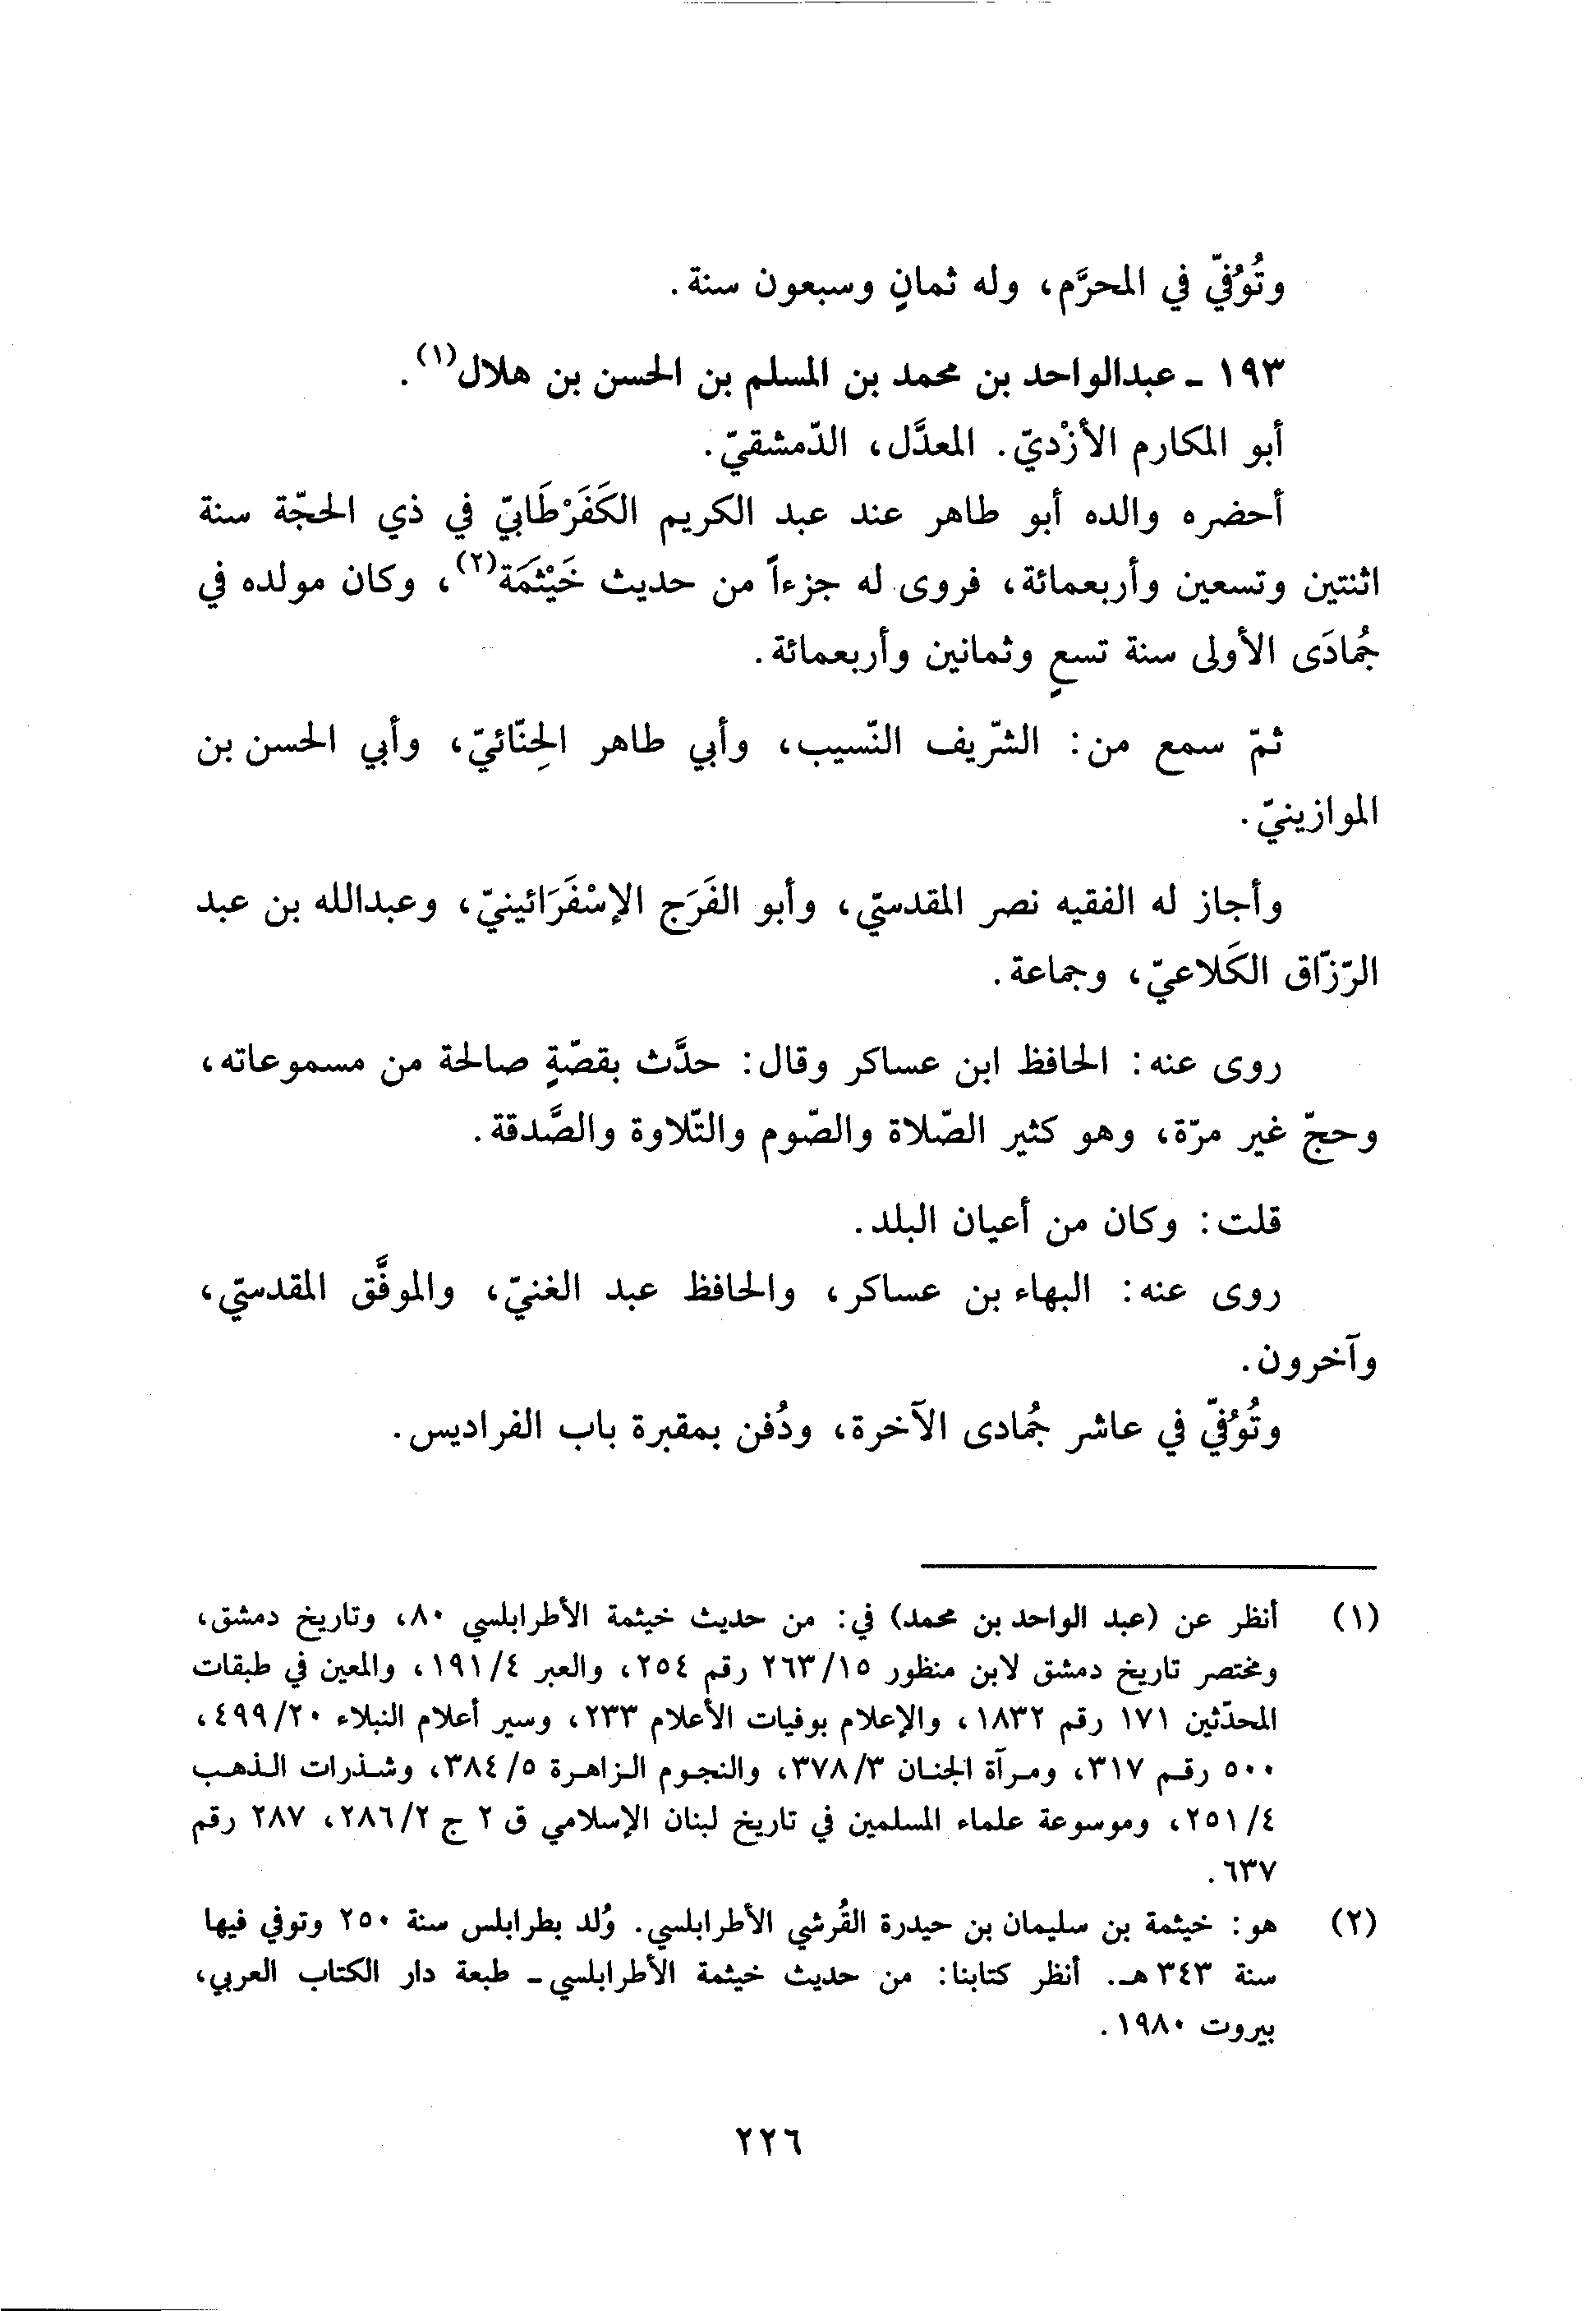 وتُوُفّي في المحرَّم، وله ثمانٍ وسبعون سنة.
١٩٣ ـ عبدالواحد بن محمد بن المسلم بن الحسن بن هلال(١).
أبو المكارم الأزْديّ. المعدَّل، الدّمشقيّ.
أحضره والده أبو طاهر عند عبد الكريم الكَفَرْطَابيّ في ذي الحجّة سنة
اثنتين وتسعين وأربعمائة، فروى له جزءاً من حديث خَيْثَمَة(٢)، وكان مولده في
جُمادَى الأولى سنة تسعٍ وثمانين وأربعمائة.
ثمّ سمع من: الشّريف النّسيب، وأبي طاهر الحِنّائيّ، وأبي الحسن بن
الموازينيّ.
وأجاز له الفقيه نصر المقدسيّ، وأبو الفَرَج الإسْفَرَائينيّ، وعبدالله بن عبد
الرّزّاق الكَلاعيّ، وجماعة.
روى عنه: الحافظ ابن عساكر وقال: حدَّث بقصّةٍ صالحة من مسموعاته،
وحجّ غير مرّة، وهو كثير الصّلاة والصّوم والتّلاوة والصَّدقة.
قلت: وكان من أعيان البلد.
روى عنه: البهاء بن عساكر، والحافظ عبد الغنيّ، والموفَّق المقدسيّ،
وآخرون.
وتُوُفّي في عاشر جُمادى الآخرة، ودُفن بمقبرة باب الفراديس.
(١) أنظر عن (عبد الواحد بن محمد) في: من حديث خيثمة الأطرابلسي ٨٠، وتاريخ دمشق،
ومختصر تاريخ دمشق لابن منظور ١٥/٢٦٣ رقم ٢٥٤، والعبر ٤/١٩١، والمعين في طبقات
المحدّثين ١٧١ رقم ١٨٣٢، والإعلام بوفيات الأعلام ٢٣٣، وسير أعلام النبلاء ٢٠/٤٩٩،
٥٠٠ رقم ٣١٧، ومرآة الجنان ٣/٣٧٨، والنجوم الزاهرة ٥/٣٨٤، وشذرات الذهب
٤/٢٥١، وموسوعة علماء المسلمين في تاريخ لبنان الإسلامي ق ٢ ج ٢/٢٨٦، ٢٨٧ رقم
٦٣٧.
(٢) هو: خيثمة بن سليمان بن حيدرة القُرشي الأطرابلسي. وُلد بطرابلس سنة ٢٥٠ وتوفي فيها
سنة ٣٤٣ هـ. أنظر كتابنا: من حديث خيثمة الأطرابلسي ـ طبعة دار الكتاب العربي،
بيروت ١٩٨٠.
٢٢٦